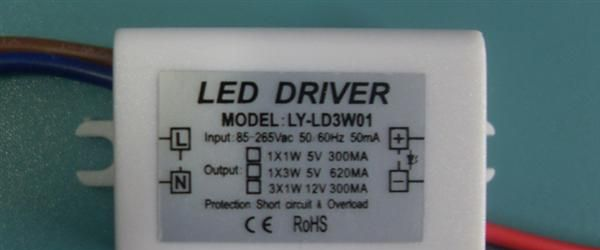 LED DRIVER
MODEL: LY-LD3W01
L Input: 85-265Vac 50/60Hz 50mA +
1X1W 5V 300MA
Output: 1X3W 5V 620MA
N 3X1W 12V 300MA −
Protection Short circuit & Overload
CE RoHS